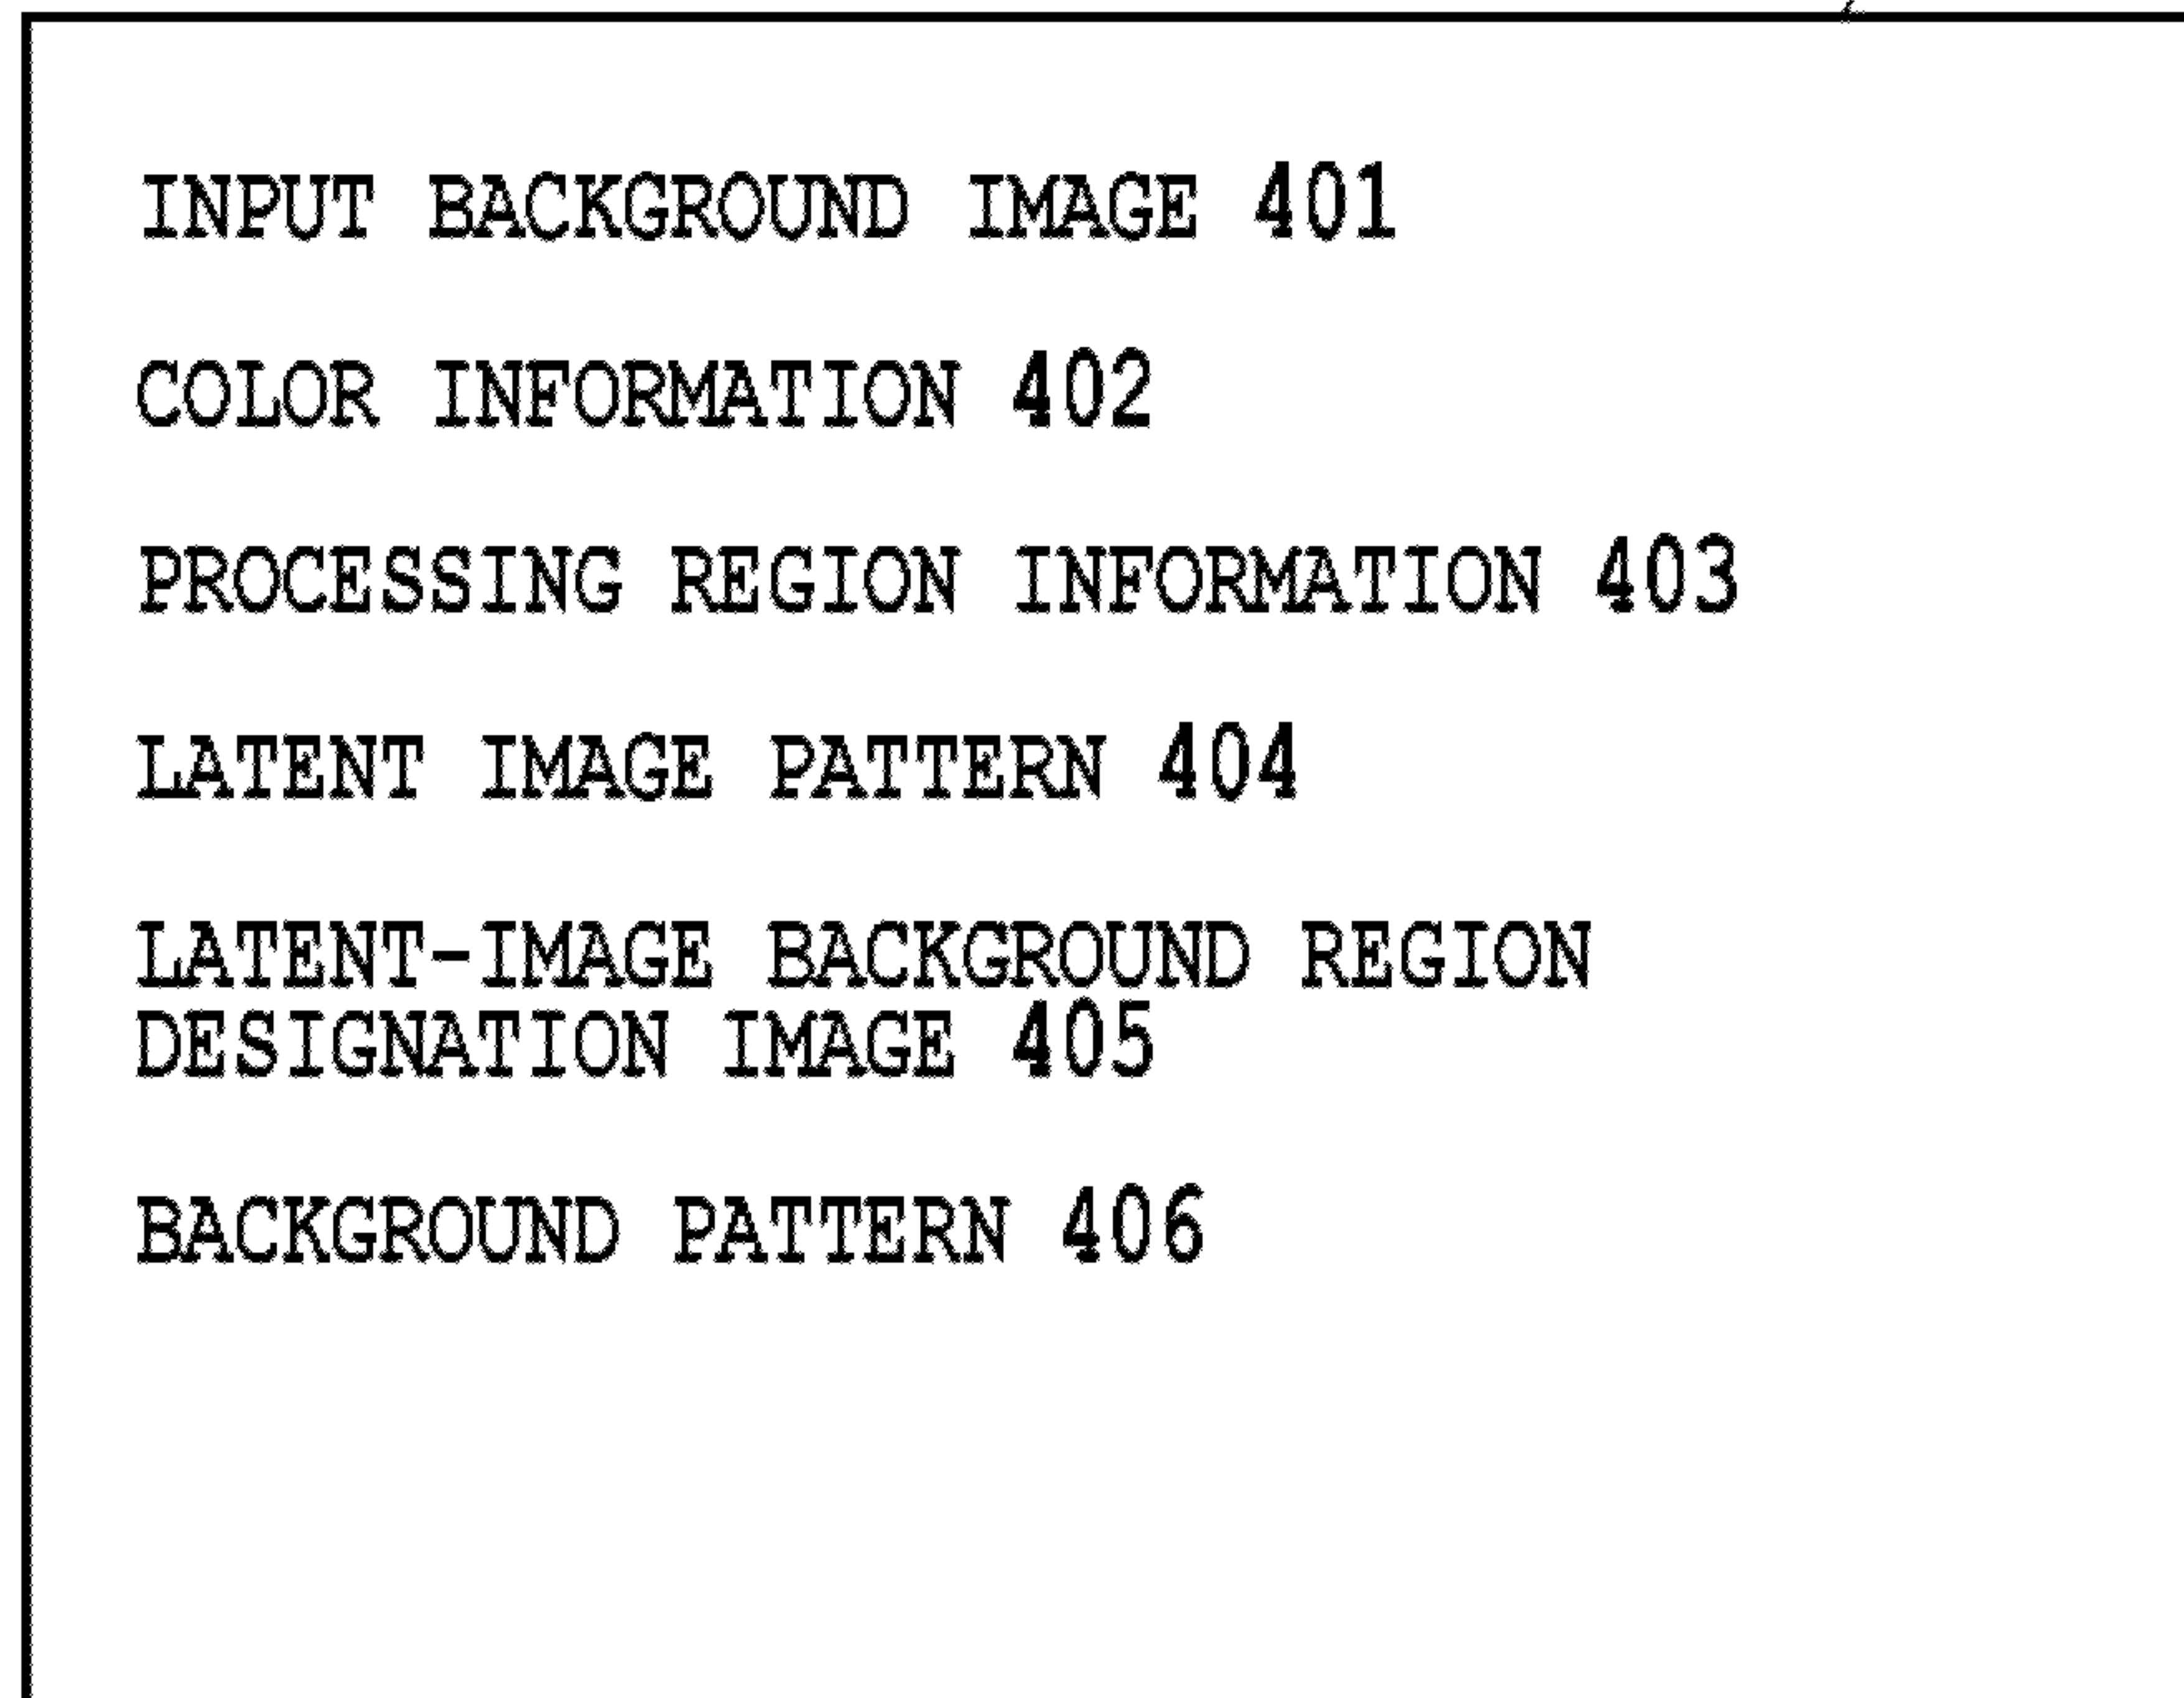 INPUT BACKGROUND IMAGE 401
COLOR INFORMATION 402
PROCESSING REGION INFORMATION 403
LATENT IMAGE PATTERN 404
LATENT-IMAGE BACKGROUND REGION
DESIGNATION IMAGE 405
BACKGROUND PATTERN 406